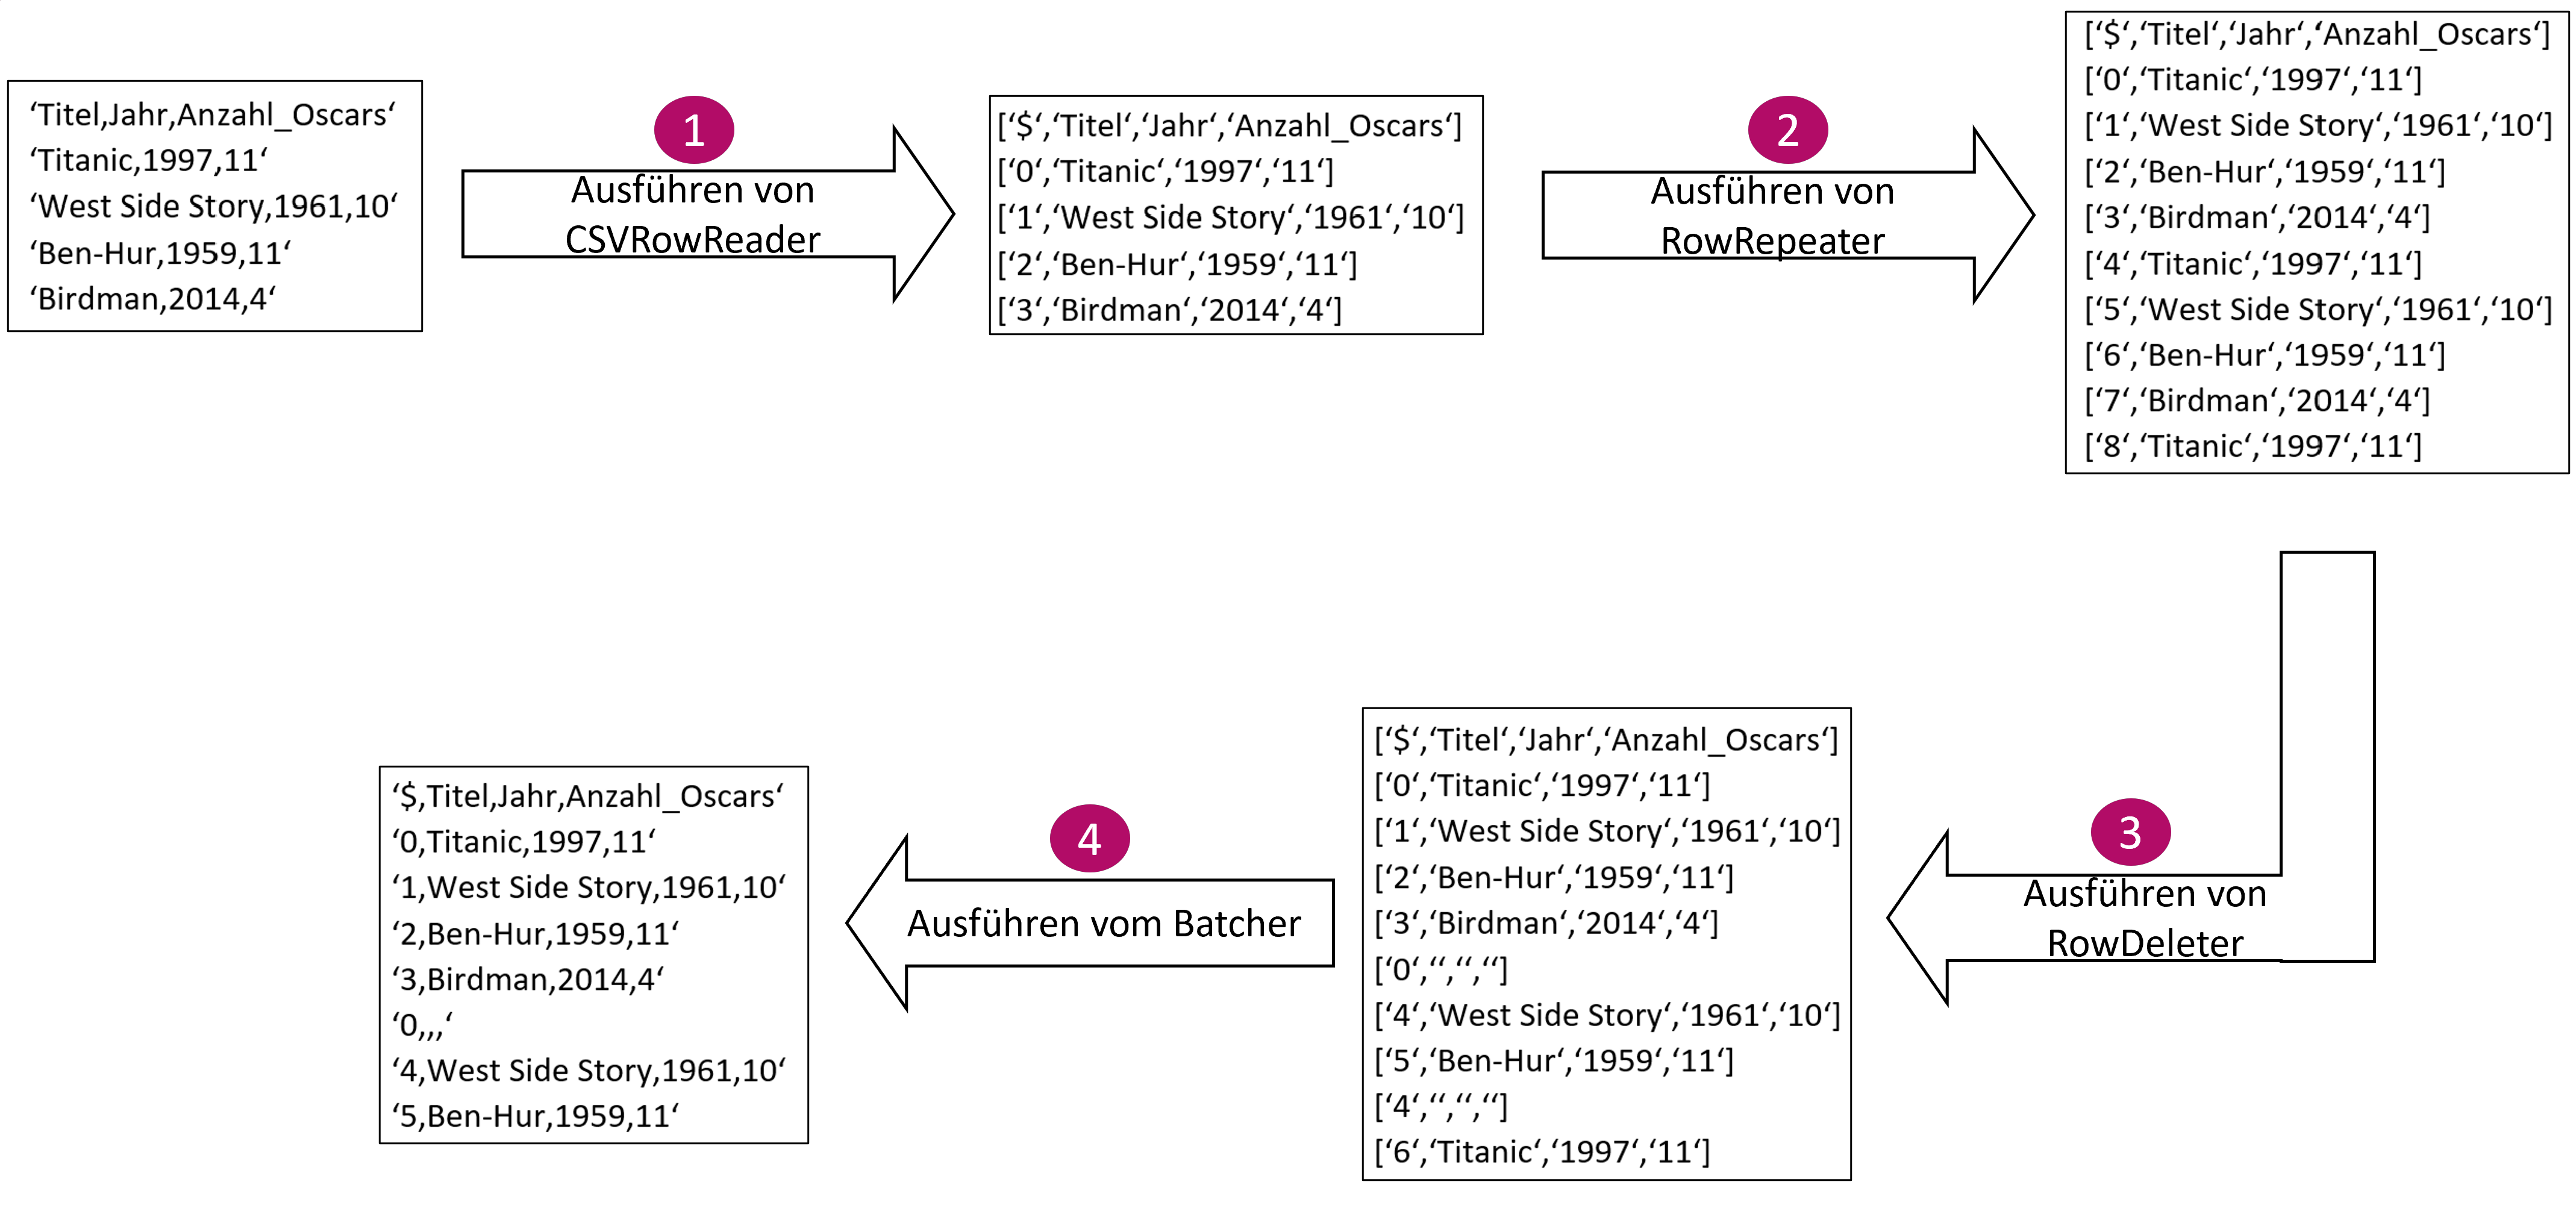 ‘Titel,Jahr,Anzahl_Oscars‘
‘Titanic,1997,11‘
‘West Side Story,1961,10‘
‘Ben-Hur,1959,11‘
‘Birdman,2014,4‘
1
Ausführen von
CSVRowReader
[‘$‘,‘Titel‘,‘Jahr‘,‘Anzahl_Oscars‘]
[‘0‘,‘Titanic‘,‘1997‘,‘11‘]
[‘1‘,‘West Side Story‘,‘1961‘,‘10‘]
[‘2‘,‘Ben-Hur‘,‘1959‘,‘11‘]
[‘3‘,‘Birdman‘,‘2014‘,‘4‘]
2
Ausführen von
RowRepeater
[‘$‘,‘Titel‘,‘Jahr‘,‘Anzahl_Oscars‘]
[‘0‘,‘Titanic‘,‘1997‘,‘11‘]
[‘1‘,‘West Side Story‘,‘1961‘,‘10‘]
[‘2‘,‘Ben-Hur‘,‘1959‘,‘11‘]
[‘3‘,‘Birdman‘,‘2014‘,‘4‘]
[‘4‘,‘Titanic‘,‘1997‘,‘11‘]
[‘5‘,‘West Side Story‘,‘1961‘,‘10‘]
[‘6‘,‘Ben-Hur‘,‘1959‘,‘11‘]
[‘7‘,‘Birdman‘,‘2014‘,‘4‘]
[‘8‘,‘Titanic‘,‘1997‘,‘11‘]
3
Ausführen von
RowDeleter
[‘$‘,‘Titel‘,‘Jahr‘,‘Anzahl_Oscars‘]
[‘0‘,‘Titanic‘,‘1997‘,‘11‘]
[‘1‘,‘West Side Story‘,‘1961‘,‘10‘]
[‘2‘,‘Ben-Hur‘,‘1959‘,‘11‘]
[‘3‘,‘Birdman‘,‘2014‘,‘4‘]
[‘0‘,‘‘,‘‘,‘‘]
[‘4‘,‘West Side Story‘,‘1961‘,‘10‘]
[‘5‘,‘Ben-Hur‘,‘1959‘,‘11‘]
[‘4‘,‘‘,‘‘,‘‘]
[‘6‘,‘Titanic‘,‘1997‘,‘11‘]
4
Ausführen vom Batcher
‘$,Titel,Jahr,Anzahl_Oscars‘
‘0,Titanic,1997,11‘
‘1,West Side Story,1961,10‘
‘2,Ben-Hur,1959,11‘
‘3,Birdman,2014,4‘
‘0,,,‘
‘4,West Side Story,1961,10‘
‘5,Ben-Hur,1959,11‘